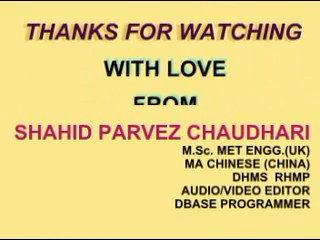 THANKS FOR WATCHING
WITH LOVE
FROM
SHAHID PARVEZ CHAUDHARI
M.Sc. MET ENGG.(UK)
MA CHINESE (CHINA)
DHMS RHMP
AUDIO/VIDEO EDITOR
DBASE PROGRAMMER